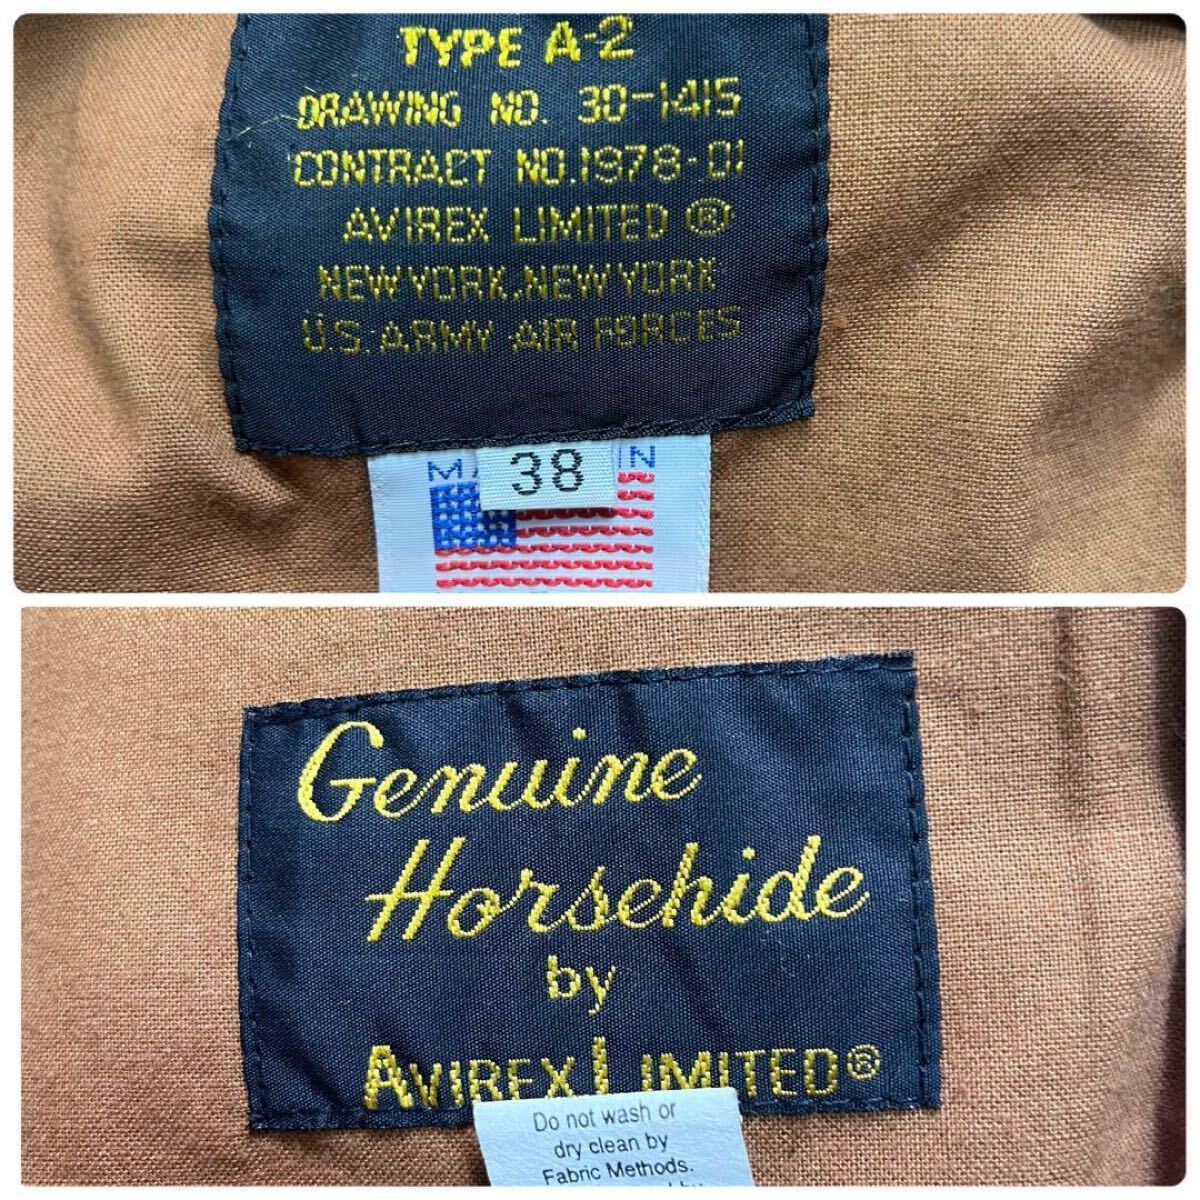 TYPE A-2
DRAWING NO. 30-1415
CONTRACT NO.1978-01
AVIREX LIMITED ®
NEW YORK, NEW YORK
U.S. ARMY AIR FORCES
38
Genuine
Horsehide
by
AVIREX LIMITED®
Do not wash or
dry clean by
Fabric Methods.